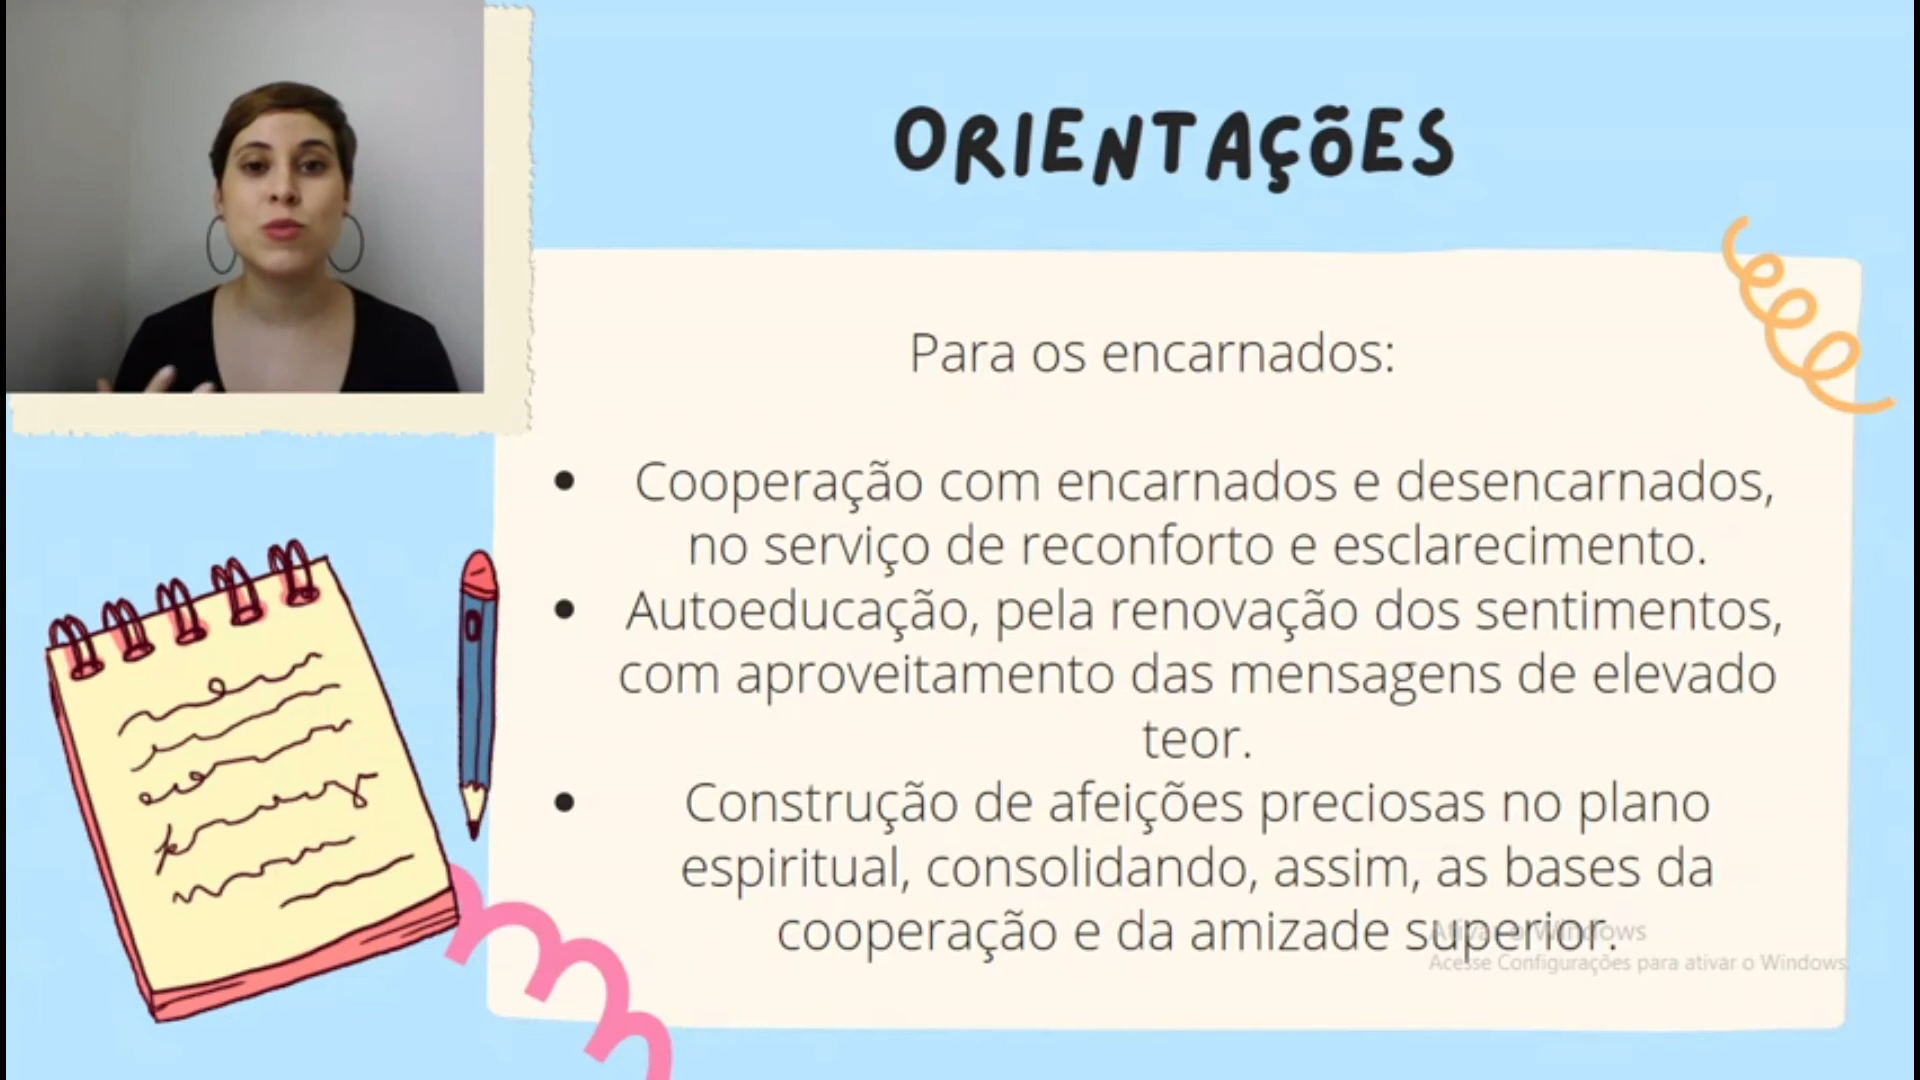 ORIENTAÇÕES
Para os encarnados:
• Cooperação com encarnados e desencarnados,
no serviço de reconforto e esclarecimento.
• Autoeducação, pela renovação dos sentimentos,
com aproveitamento das mensagens de elevado
teor.
• Construção de afeições preciosas no plano
espiritual, consolidando, assim, as bases da
cooperação e da amizade superior.
Ativar o Windows
Acesse Configurações para ativar o Windows.